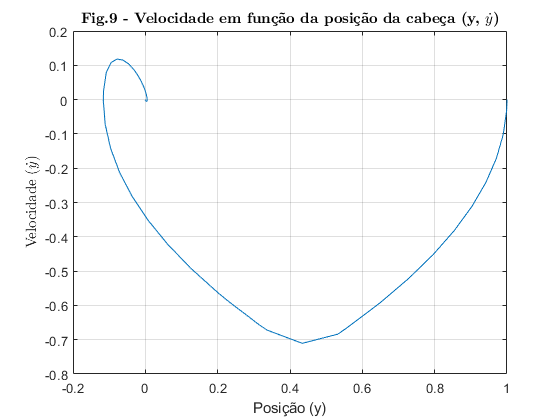 Fig.9 - Velocidade em função da posição da cabeça (y, ẏ)
0.2
0.1
0
-0.1
-0.2
-0.3
-0.4
-0.5
-0.6
-0.7
-0.8
Velocidade (ẏ)
-0.2 0 0.2 0.4 0.6 0.8 1
Posição (y)